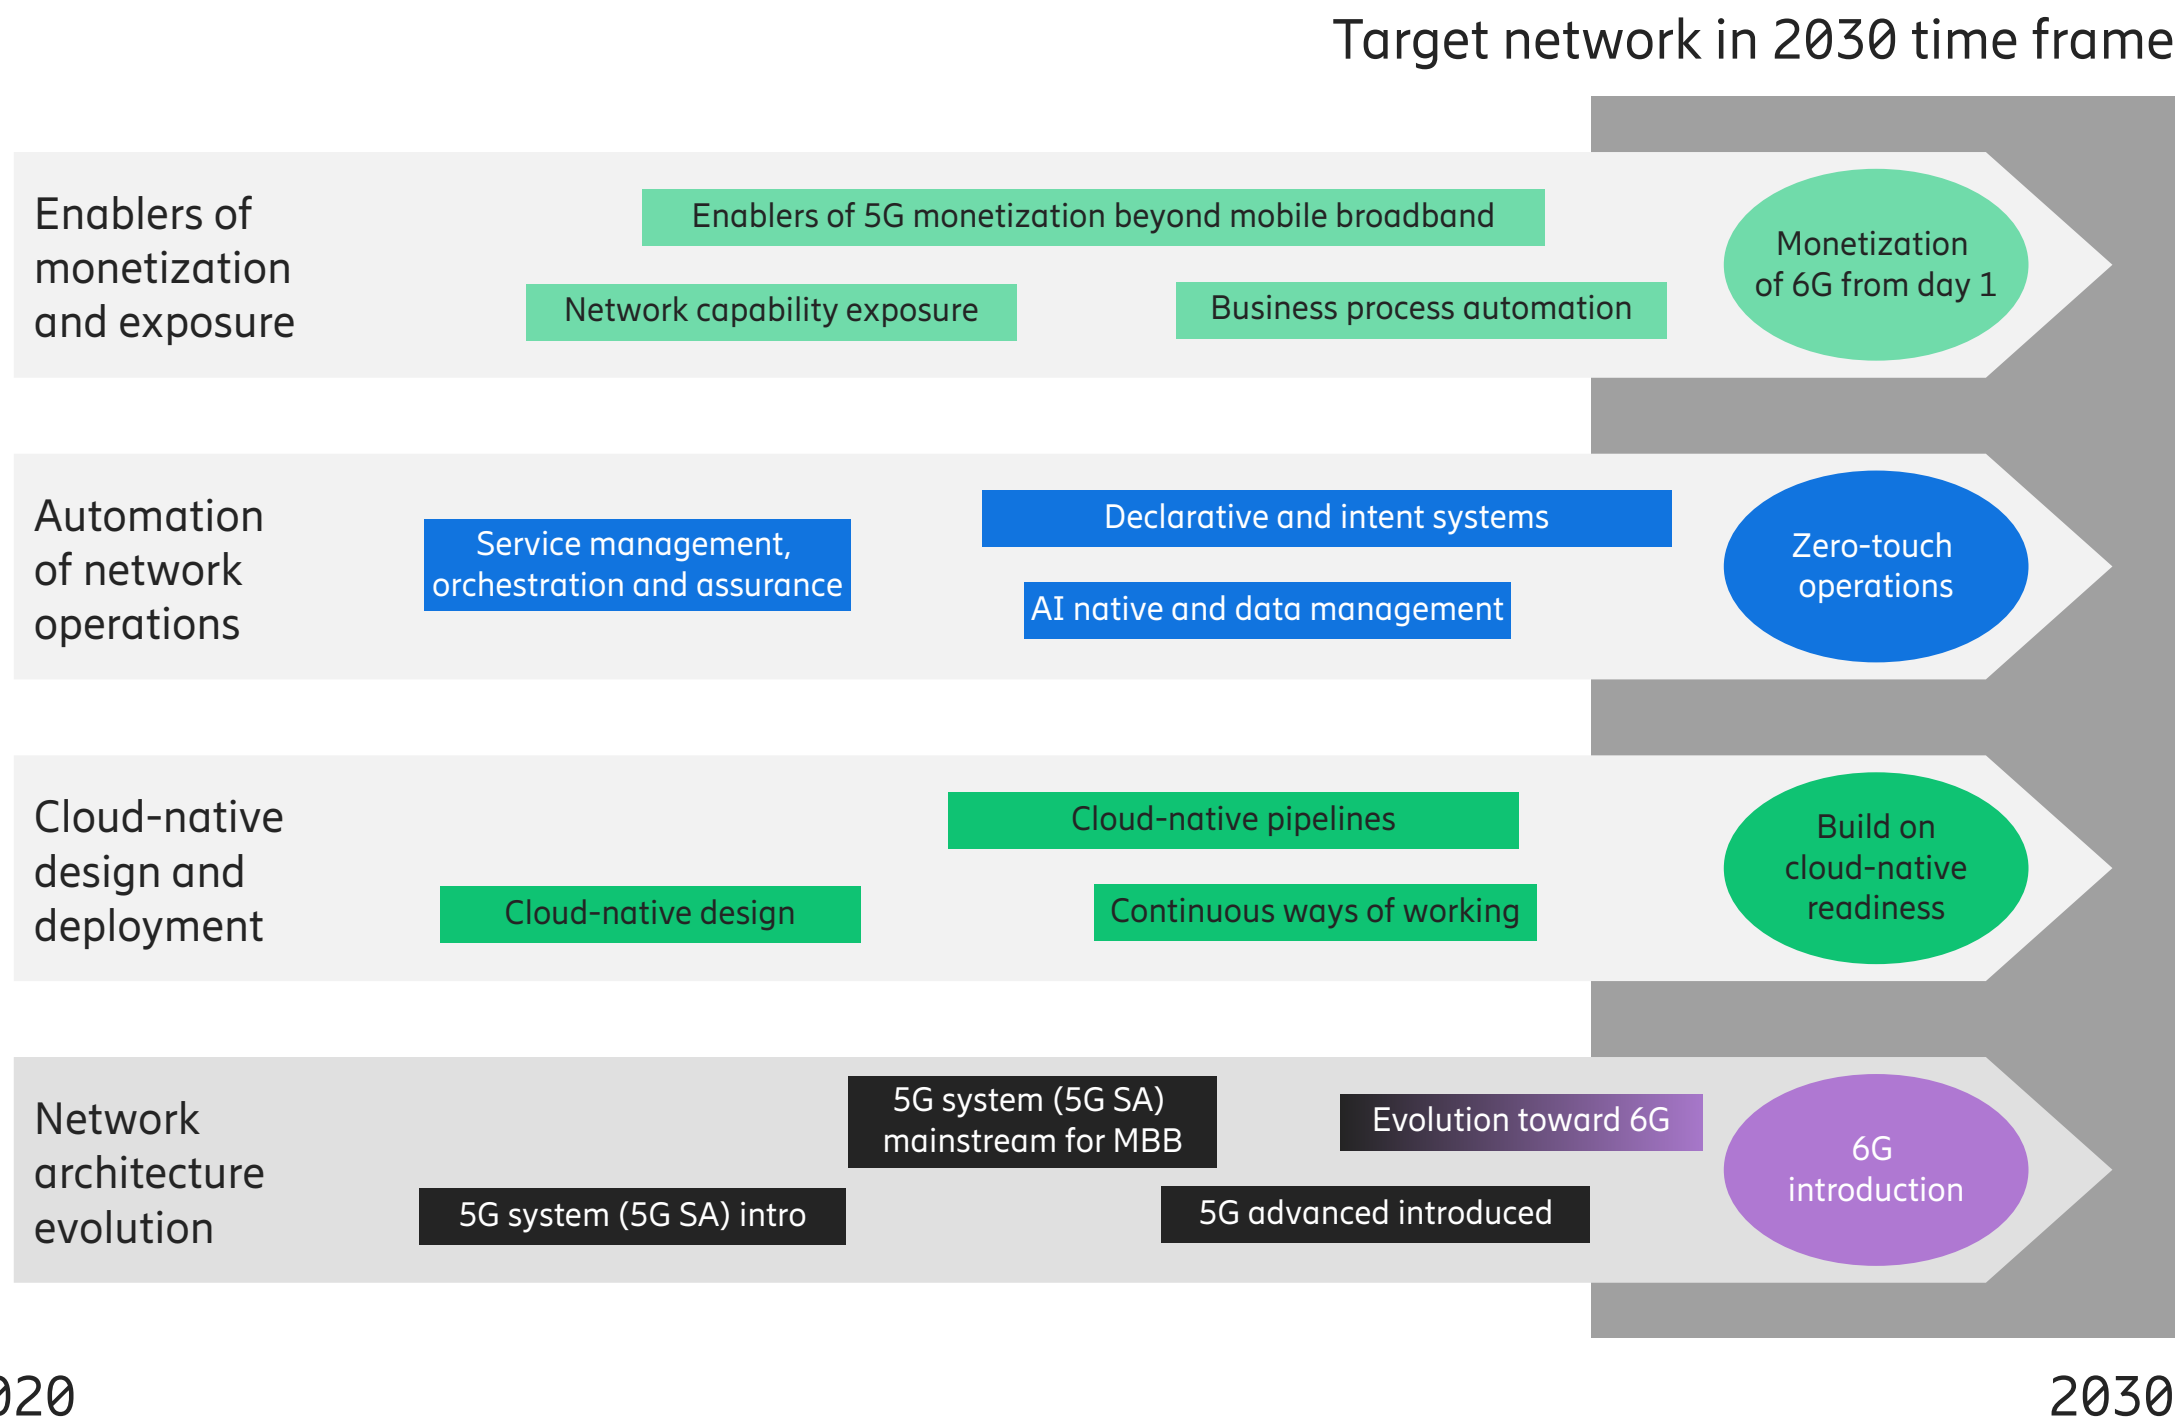 Target network in 2030 time frame
Enablers of
monetization
and exposure
Enablers of 5G monetization beyond mobile broadband
Network capability exposure
Business process automation
Monetization
of 6G from day 1
Automation
of network
operations
Service management,
orchestration and assurance
Declarative and intent systems
AI native and data management
Zero-touch
operations
Cloud-native
design and
deployment
Cloud-native pipelines
Cloud-native design
Continuous ways of working
Build on
cloud-native
readiness
Network
architecture
evolution
5G system (5G SA)
mainstream for MBB
5G system (5G SA) intro
Evolution toward 6G
5G advanced introduced
6G
introduction
020
2030